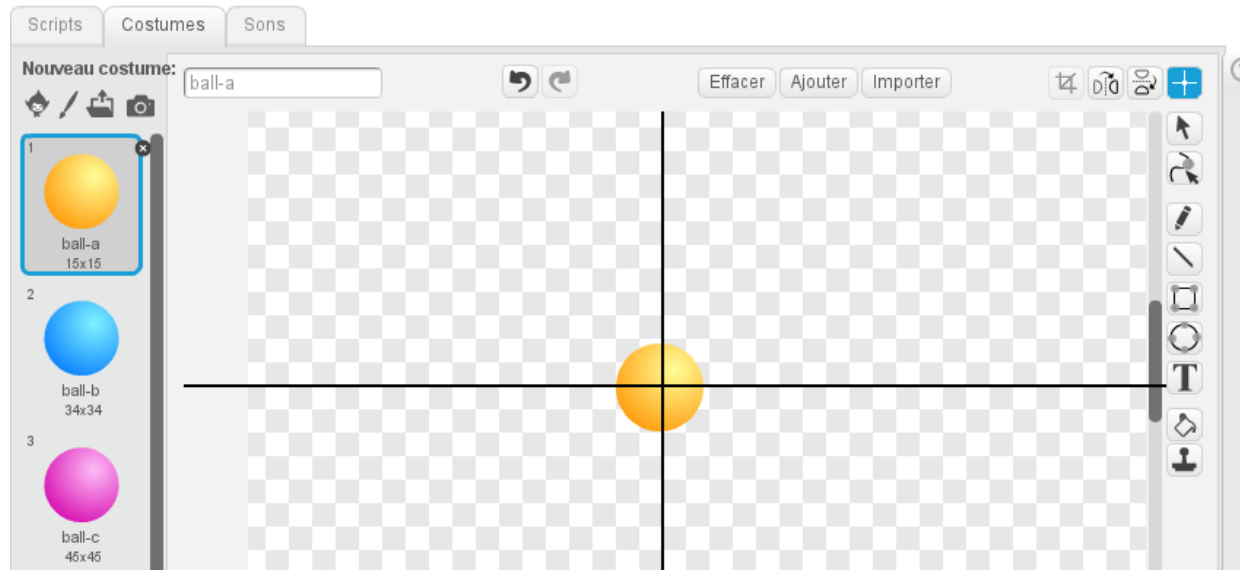 Scripts Costumes Sons
Nouveau costume:
ball-a
Effacer Ajouter Importer
1
ball-a
15x15
2
ball-b
34x34
3
ball-c
45x45
T